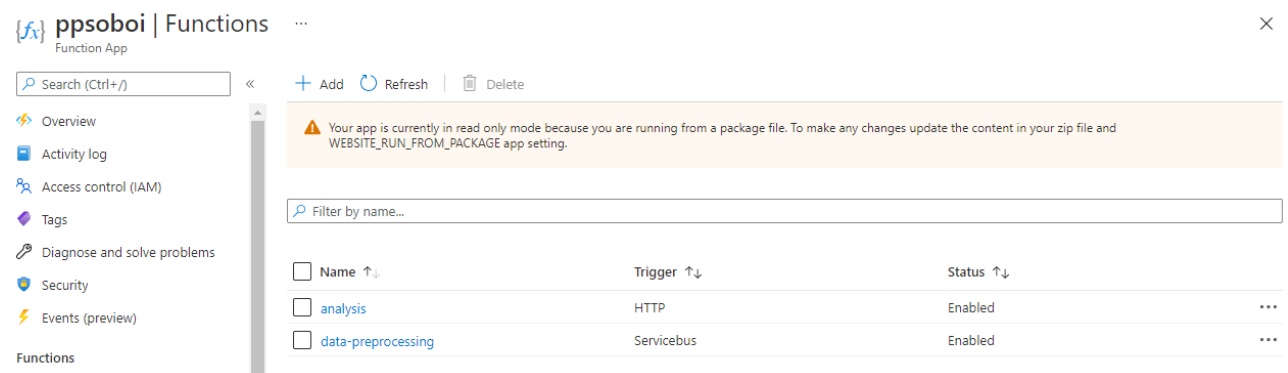 {fx} ppsoboi | Functions ...
Function App
Search (Ctrl+/) «
Overview
Activity log
Access control (IAM)
Tags
Diagnose and solve problems
Security
Events (preview)
Functions
+ Add Refresh Delete
Your app is currently in read only mode because you are running from a package file. To make any changes update the content in your zip file and
WEBSITE_RUN_FROM_PACKAGE app setting.
Filter by name...
Name ↑↓ Trigger ↑↓ Status ↑↓
analysis HTTP Enabled ...
data-preprocessing Servicebus Enabled ...